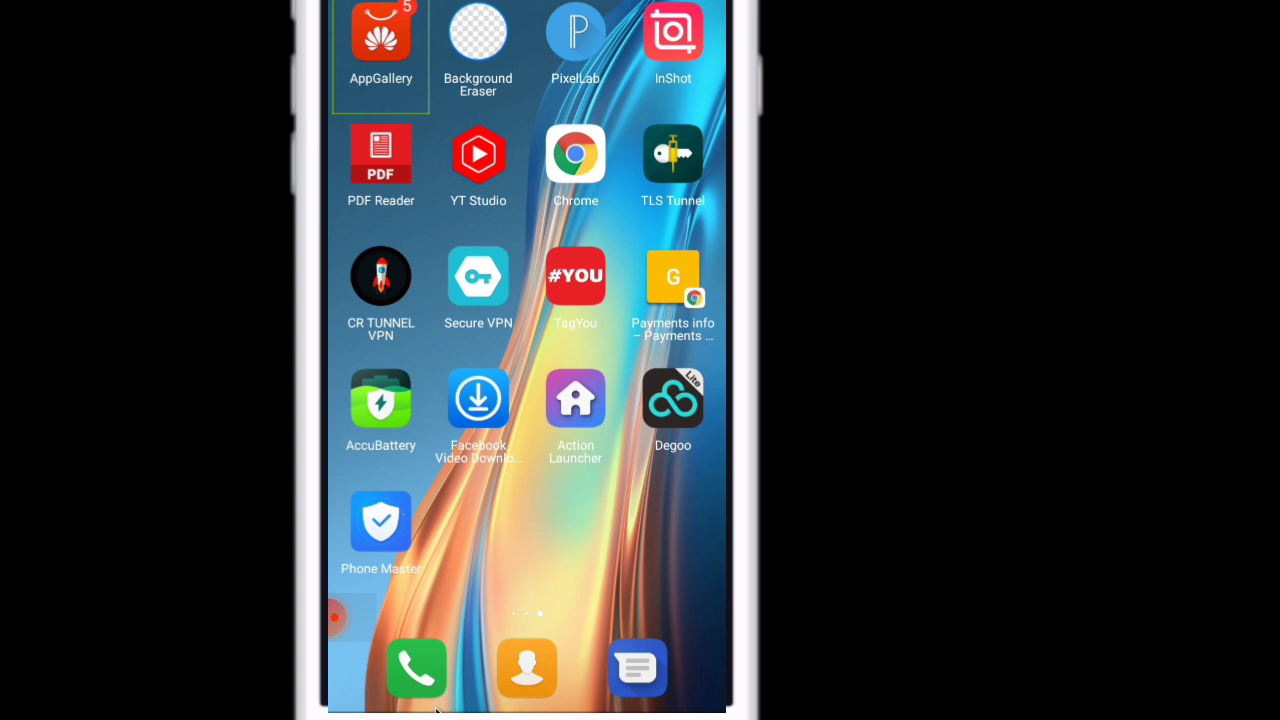 5
AppGallery
Background
Eraser
PixelLab
InShot
PDF
PDF Reader
YT Studio
Chrome
TLS Tunnel
#YOU
G
CR TUNNEL
VPN
Secure VPN
TagYou
Payments info
– Payments ...
Lite
AccuBattery
Facebook
Video Downlo...
Action
Launcher
Degoo
Phone Master